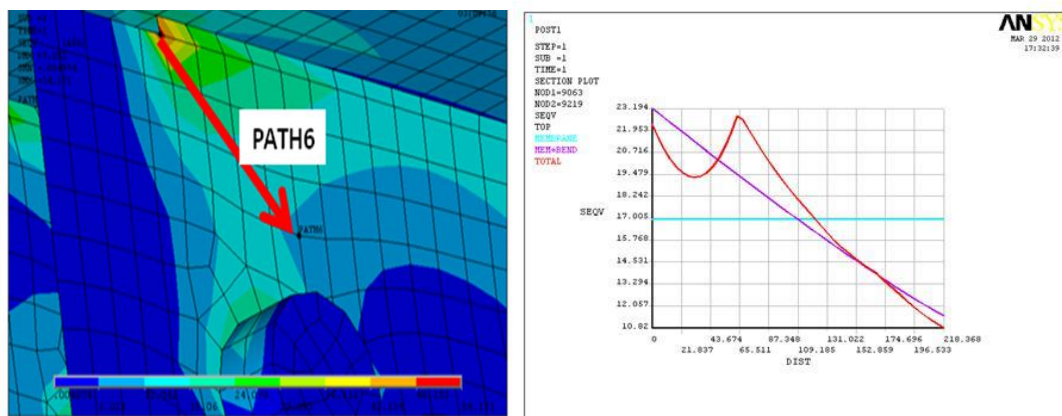 PATH6
PATH6
24.079
1
POST1
STEP=1
SUB =1
TIME=1
SECTION PLOT
NOD1=9063
NOD2=9219
SEQV
TOP
MEMBRANE
MEM+BEND
TOTAL
ANSYS
MAR 29 2012
17:32:39
23.194
21.953
20.716
19.479
18.242
SEQV
17.005
15.768
14.531
13.294
12.057
10.82
0 43.674 87.348 131.022 174.696 218.368
21.837 65.511 109.185 152.859 196.533
DIST